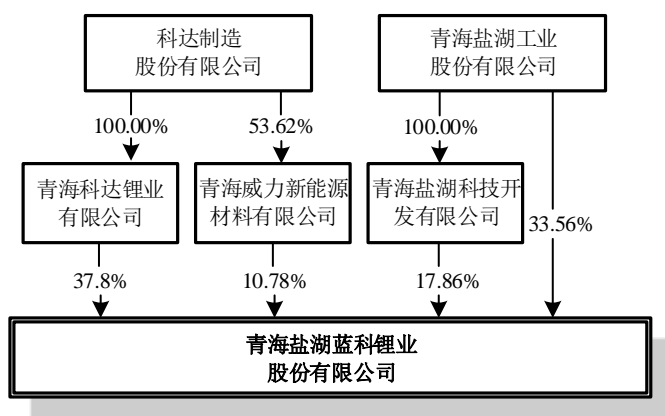 科达制造
股份有限公司
青海盐湖工业
股份有限公司
100.00%
53.62%
100.00%
青海科达锂业
有限公司
青海威力新能源
材料有限公司
青海盐湖科技开
发有限公司
33.56%
37.8%
10.78%
17.86%
青海盐湖蓝科锂业
股份有限公司